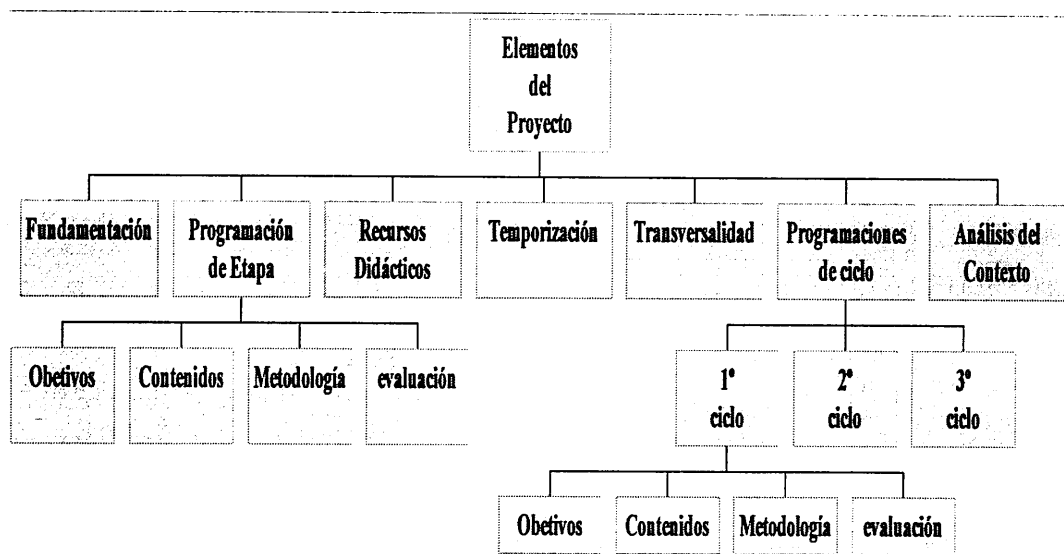 Elementos
del
Proyecto
Fundamentación
Programación
de Etapa
Recursos
Didácticos
Temporización
Transversalidad
Programaciones
de ciclo
Análisis del
Contexto
Obetivos
Contenidos
Metodología
evaluación
1º
ciclo
2º
ciclo
3º
ciclo
Obetivos
Contenidos
Metodología
evaluación